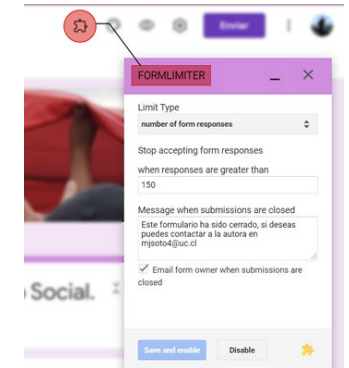 Enviar
FORMLIMITER
Limit Type
number of form responses
Stop accepting form responses
when responses are greater than
150
Message when submissions are closed
Este formulario ha sido cerrado, si deseas
puedes contactar a la autora en
mjsoto4@uc.cl
Email form owner when submissions are
closed
Social.
Save and enable
Disable